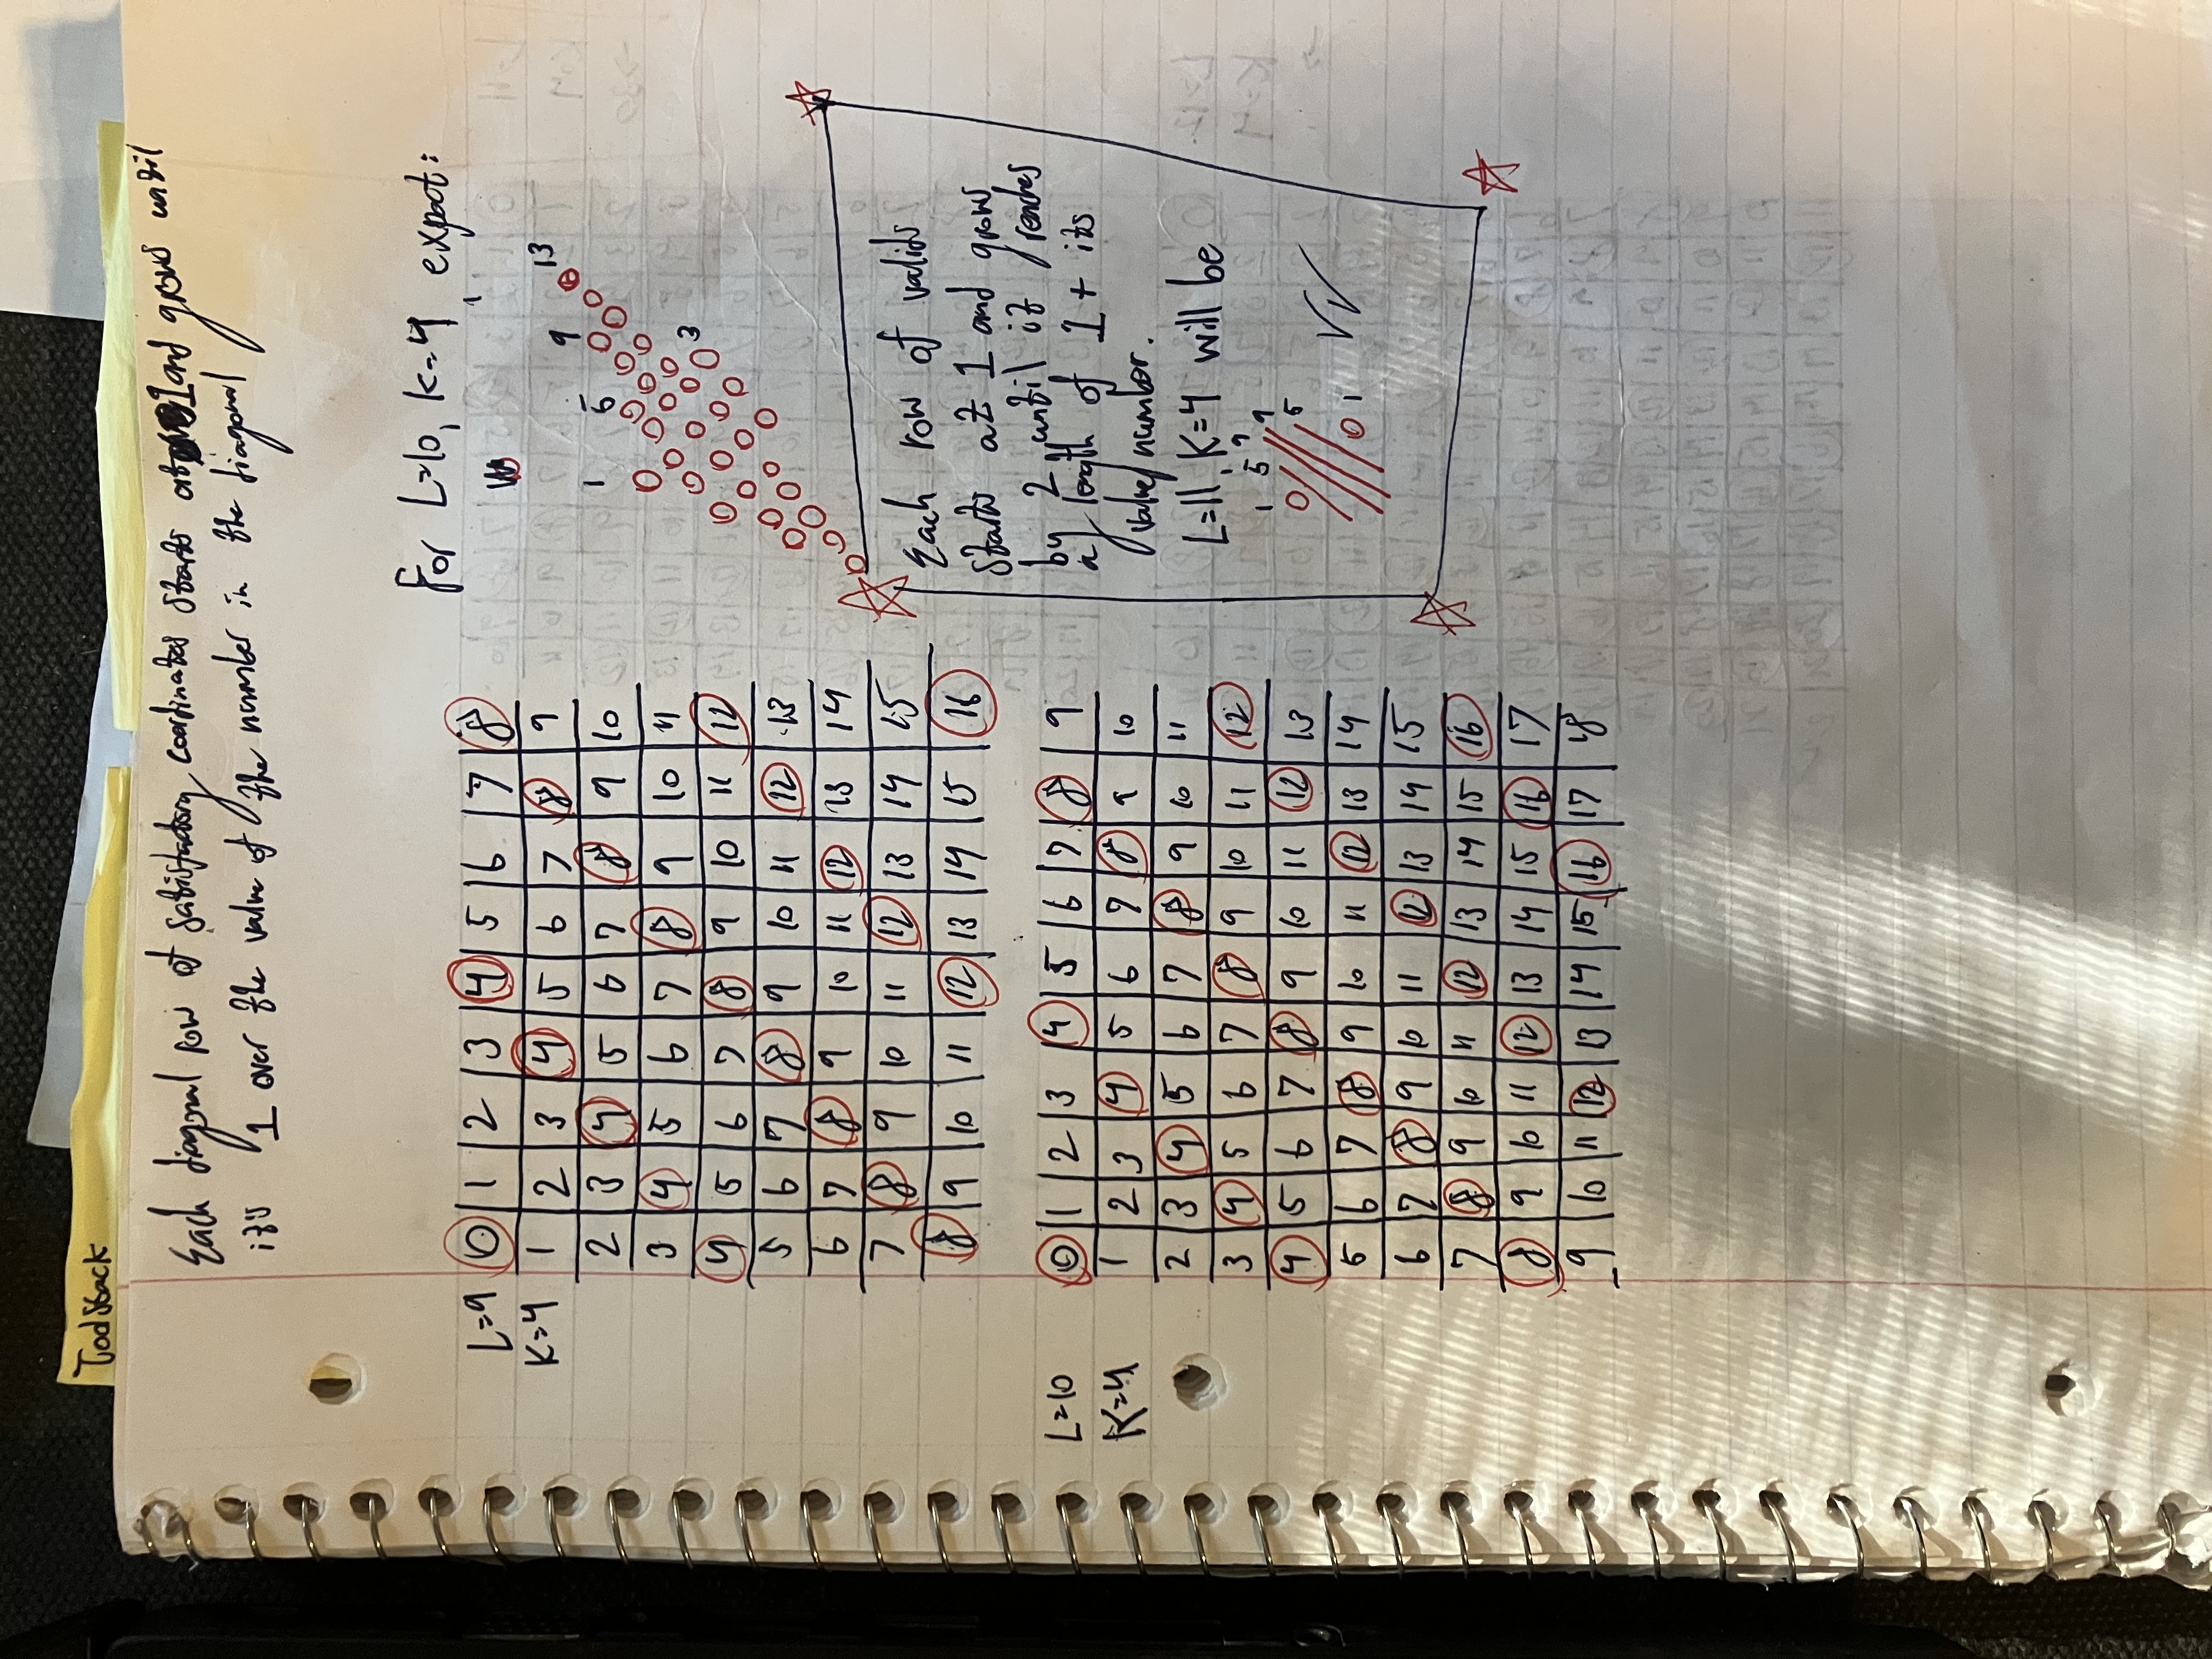 TodStack
Each diagonal row of satisfactory coordinates starts at 1 and grows until
it's 1 over the value of the number in the diagonal
For L=10, K=4, expect:
L=9
K=4
0 1 2 3 4 5 6 7 8
1 2 3 4 5 6 7 8 9
2 3 4 5 6 7 8 9 10
3 4 5 6 7 8 9 10 11
4 5 6 7 8 9 10 11 12
5 6 7 8 9 10 11 12 13
6 7 8 9 10 11 12 13 14
7 8 9 10 11 12 13 14 15
8 9 10 11 12 13 14 15 16
1 5 9 13
3
L=10
K=4
0 1 2 3 4 5 6 7 8 9
1 2 3 4 5 6 7 8 9 10
2 3 4 5 6 7 8 9 10 11
3 4 5 6 7 8 9 10 11 12
4 5 6 7 8 9 10 11 12 13
5 6 7 8 9 10 11 12 13 14
6 7 8 9 10 11 12 13 14 15
7 8 9 10 11 12 13 14 15 16
8 9 10 11 12 13 14 15 16 17
9 10 11 12 13 14 15 16 17 18
Each row of valids
starts at 1 and grows
by 2 until it reaches
a length of 1 + its
value/number.
L=11, K=4 will be
1 5 9 9
5
1